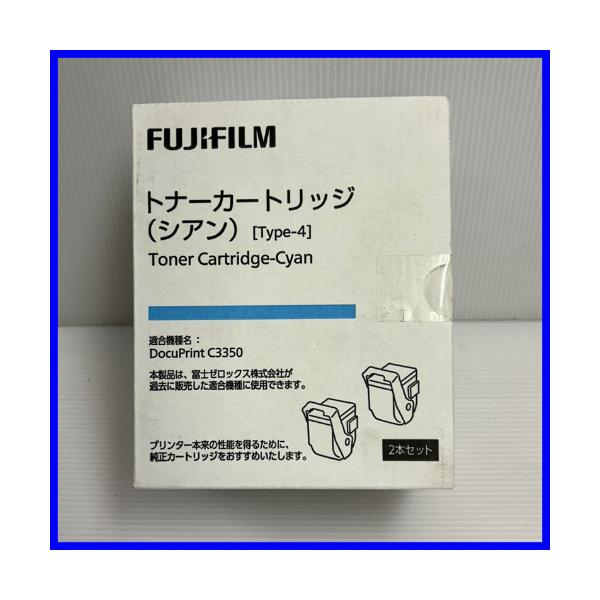 FUJIFILM
トナーカートリッジ
（シアン） [Type-4]
Toner Cartridge-Cyan
適合機種名：
DocuPrint C3350
本製品は、富士ゼロックス株式会社が
過去に販売した適合機種に使用できます。
プリンター本来の性能を得るために、
純正カートリッジをおすすめいたします。
2本セット